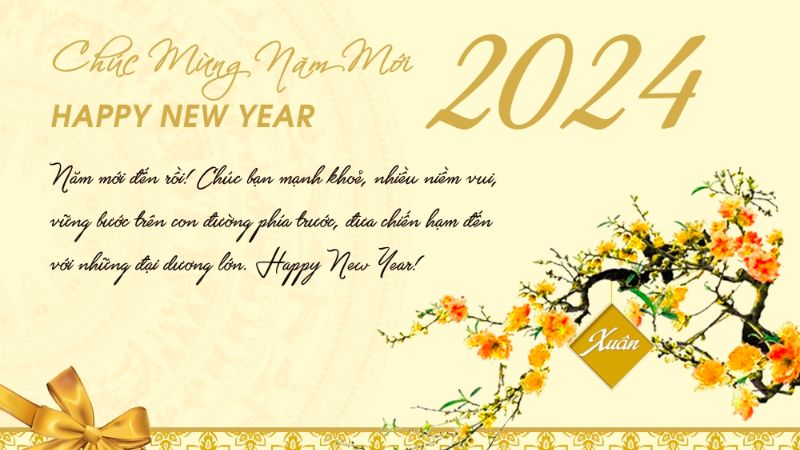 Chúc Mừng Năm Mới
HAPPY NEW YEAR
2024
Năm mới đến rồi! Chúc bạn mạnh khoẻ, nhiều niềm vui,
vững bước trên con đường phía trước, đưa chiến hạm đến
với những đại dương lớn. Happy New Year!
Xuân